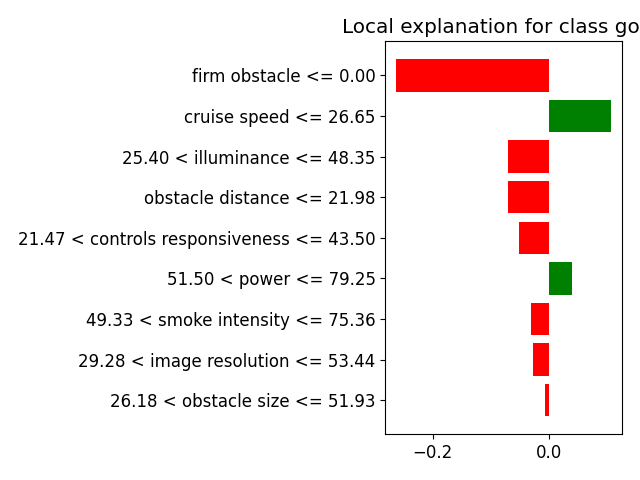 Local explanation for class go
firm obstacle <= 0.00
cruise speed <= 26.65
25.40 < illuminance <= 48.35
obstacle distance <= 21.98
21.47 < controls responsiveness <= 43.50
51.50 < power <= 79.25
49.33 < smoke intensity <= 75.36
29.28 < image resolution <= 53.44
26.18 < obstacle size <= 51.93
−0.2 0.0